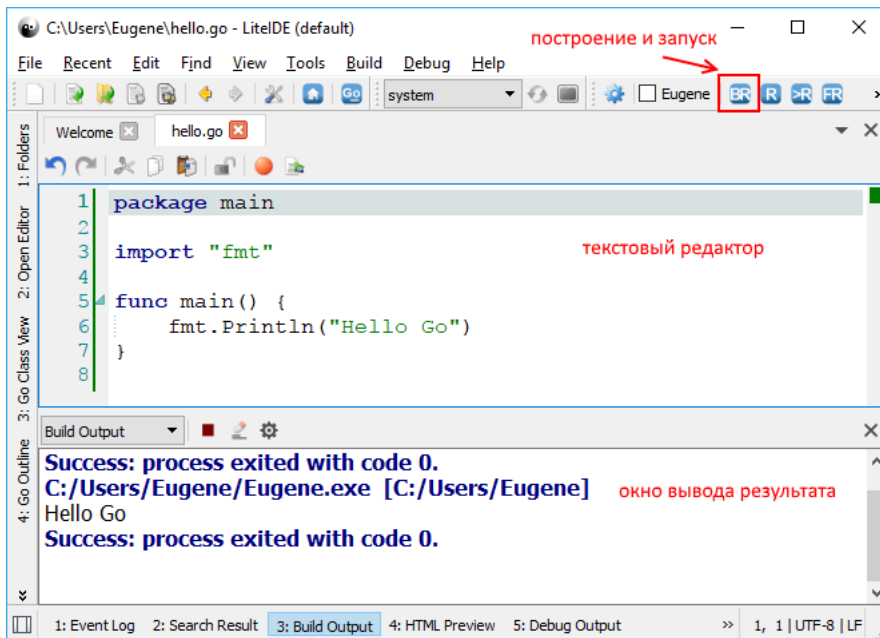 C:\Users\Eugene\hello.go - LiteIDE (default)
построение и запуск
File Recent Edit Find View Tools Build Debug Help
Go system Eugene BR R >R FR
Welcome hello.go
1: Folders
2: Open Editor
3: Go Class View
4: Go Outline
1 package main
2
3 import "fmt"
текстовый редактор
4
5 func main() {
6 fmt.Println("Hello Go")
7 }
8
Build Output
Success: process exited with code 0.
C:/Users/Eugene/Eugene.exe [C:/Users/Eugene]
окно вывода результата
Hello Go
Success: process exited with code 0.
1: Event Log 2: Search Result 3: Build Output 4: HTML Preview 5: Debug Output » 1, 1 UTF-8 LF